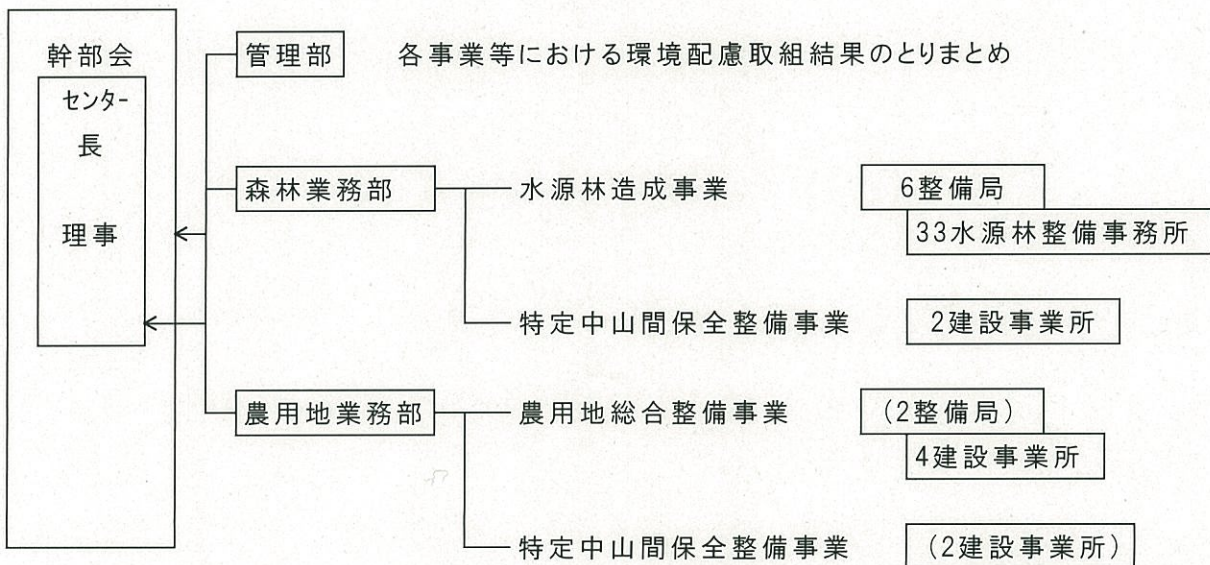 幹部会
センター
長
理事
管理部 各事業等における環境配慮取組結果のとりまとめ
森林業務部 水源林造成事業 6整備局
33水源林整備事務所
特定中山間保全整備事業 2建設事業所
農用地業務部 農用地総合整備事業 (2整備局)
4建設事業所
特定中山間保全整備事業 (2建設事業所)